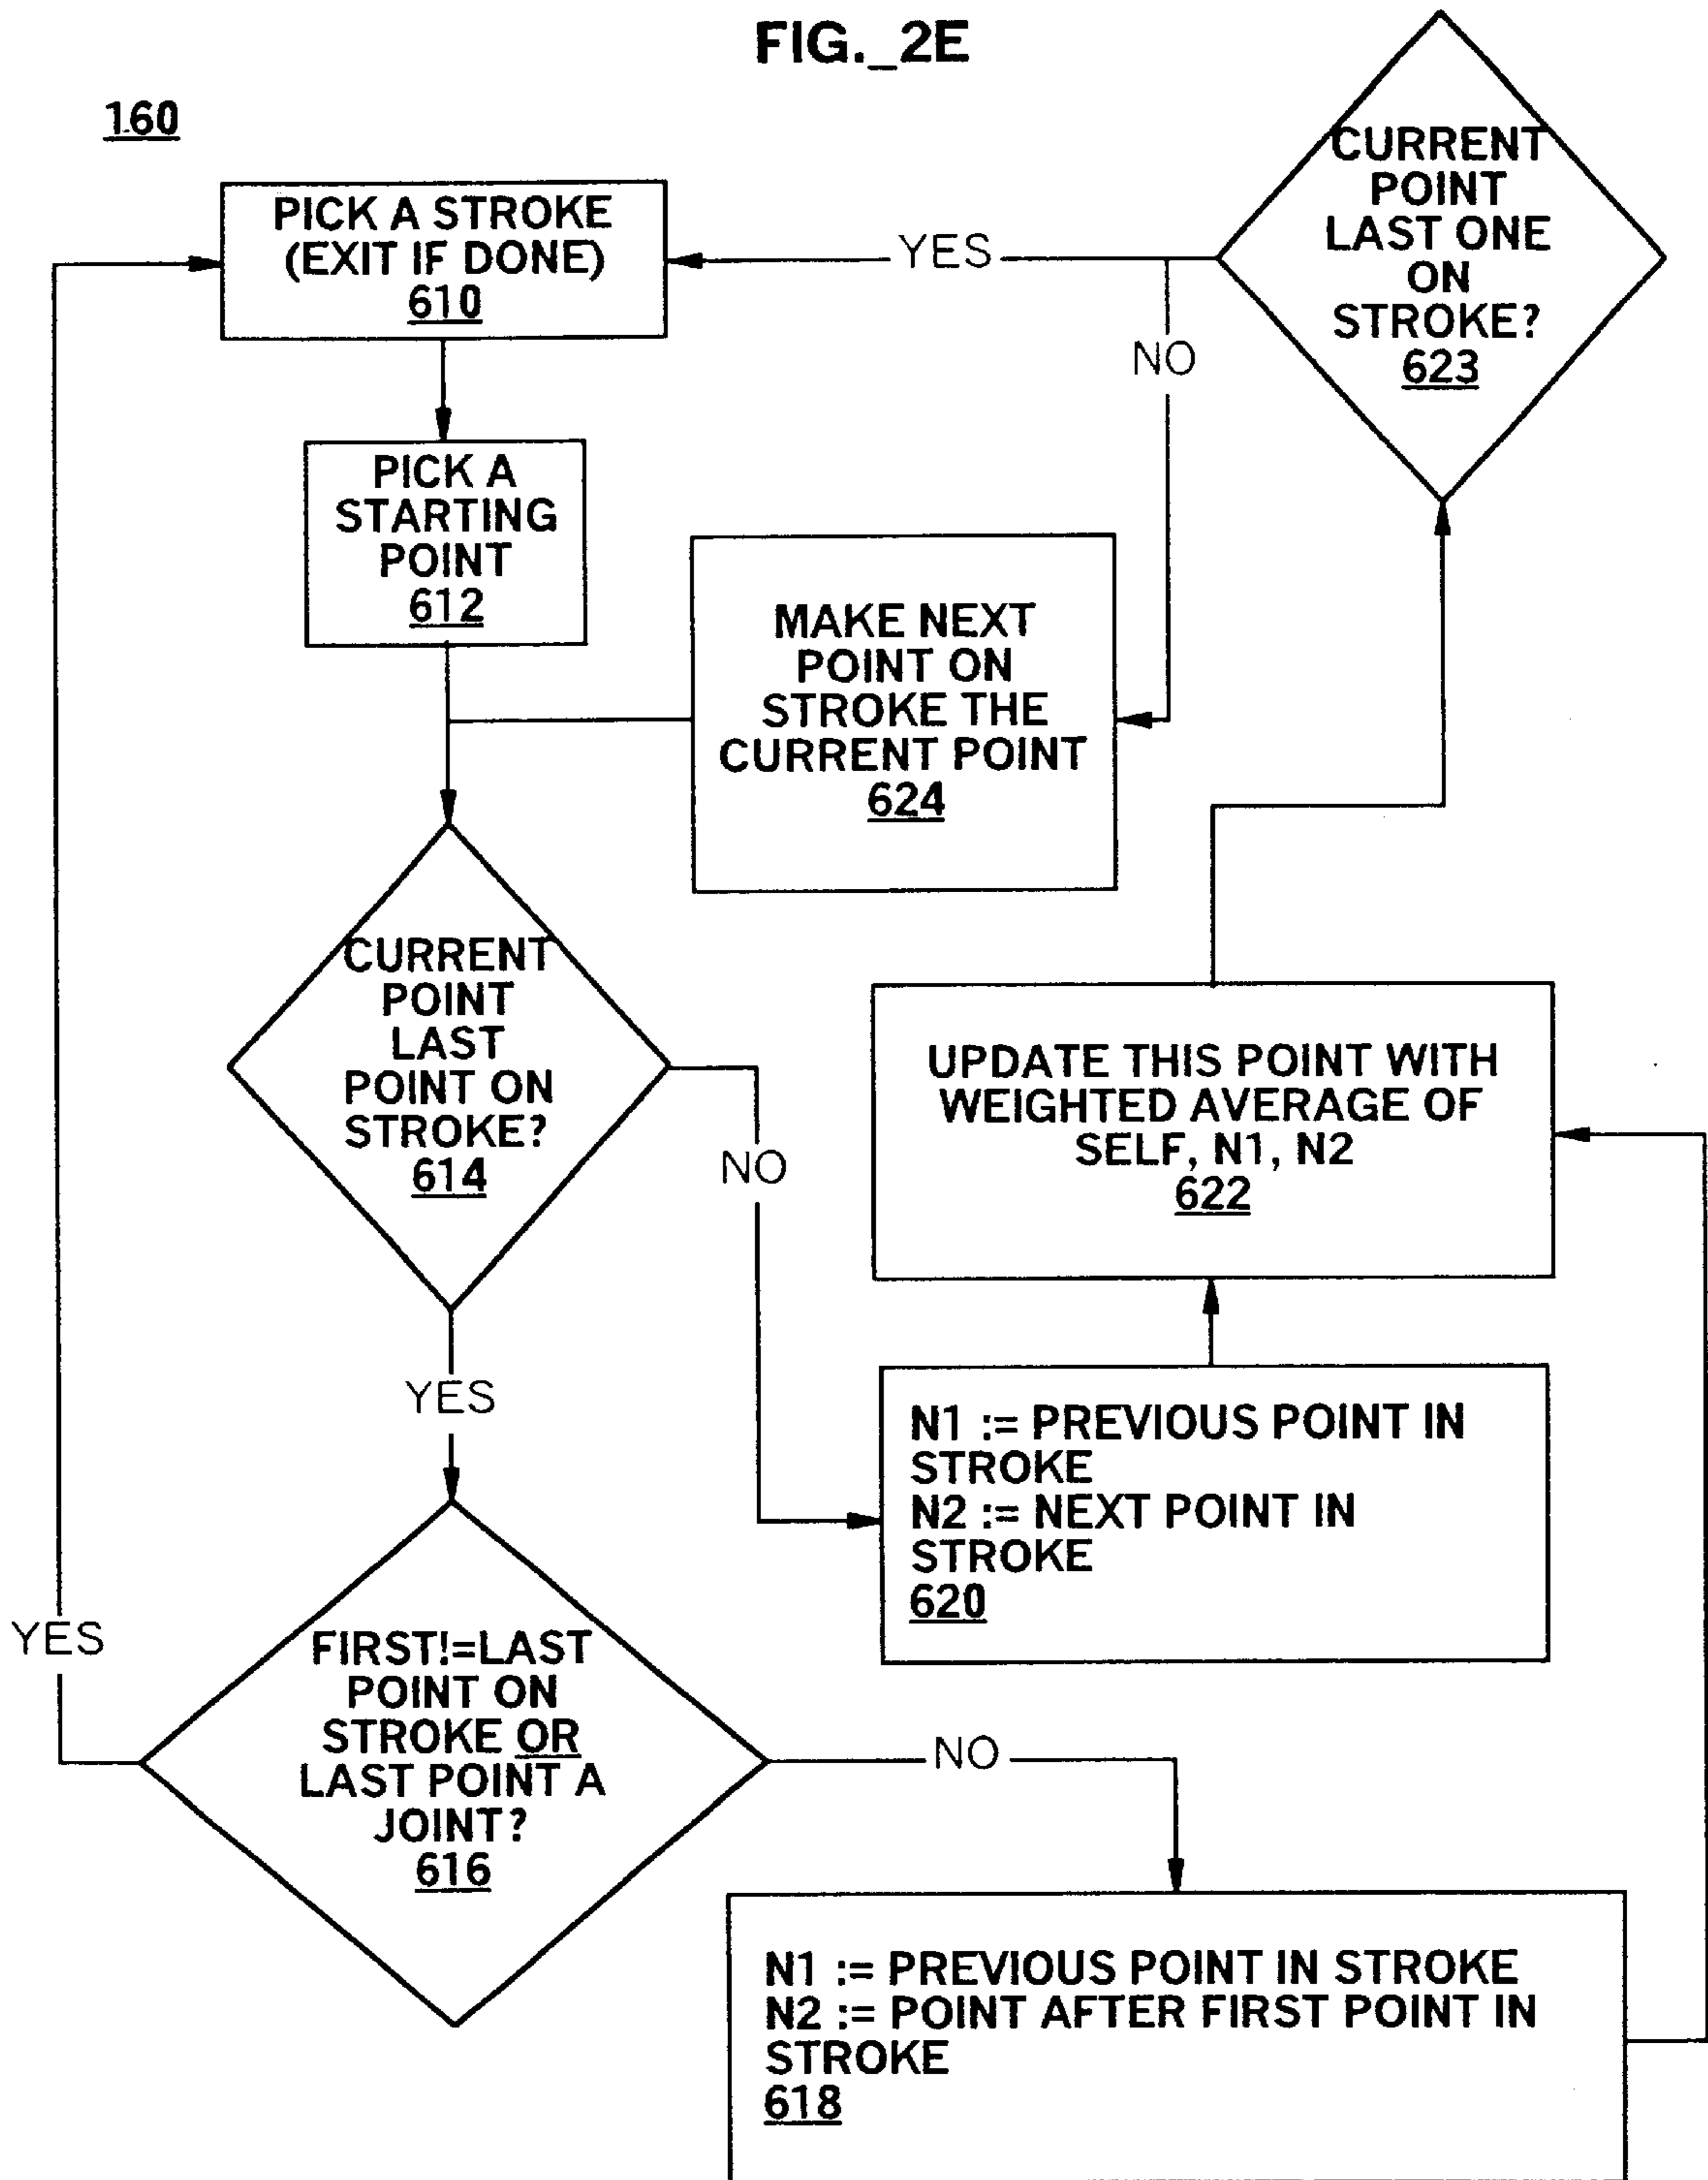 FIG._2E
160
PICK A STROKE
(EXIT IF DONE)
610
YES
CURRENT
POINT
LAST ONE
ON
STROKE?
623
NO
PICK A
STARTING
POINT
612
MAKE NEXT
POINT ON
STROKE THE
CURRENT POINT
624
CURRENT
POINT
LAST
POINT ON
STROKE?
614
NO
UPDATE THIS POINT WITH
WEIGHTED AVERAGE OF
SELF, N1, N2
622
YES
N1 := PREVIOUS POINT IN
STROKE
N2 := NEXT POINT IN
STROKE
620
YES
FIRST!=LAST
POINT ON
STROKE OR
LAST POINT A
JOINT?
616
NO
N1 := PREVIOUS POINT IN STROKE
N2 := POINT AFTER FIRST POINT IN
STROKE
618